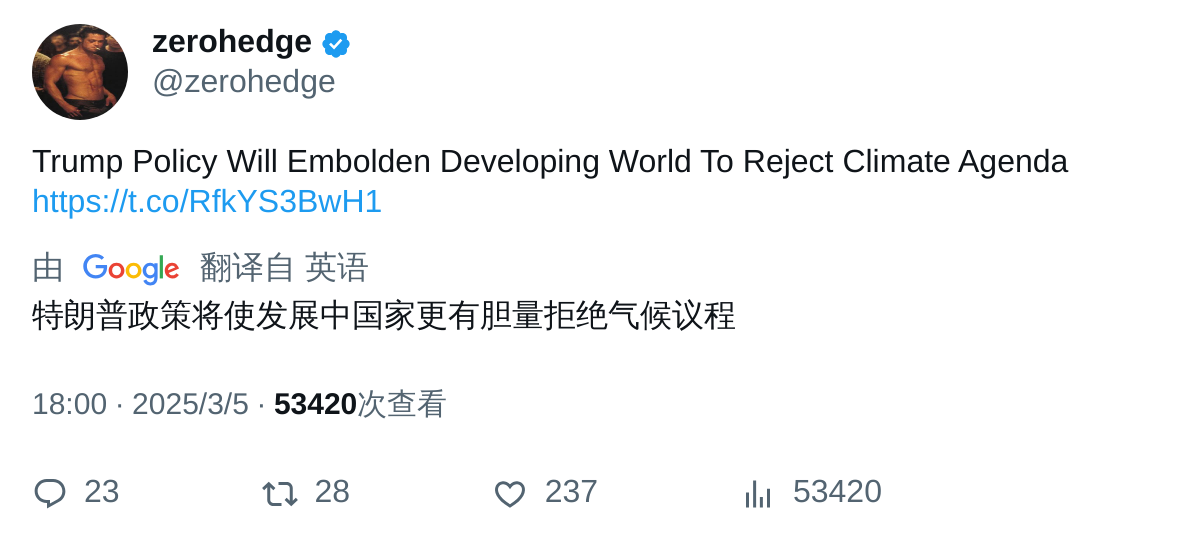 zerohedge
@zerohedge
Trump Policy Will Embolden Developing World To Reject Climate Agenda
https://t.co/RfkYS3BwH1
由 Google 翻译自 英语
特朗普政策将使发展中国家更有胆量拒绝气候议程
18:00 · 2025/3/5 · 53420次查看
23 28 237 53420